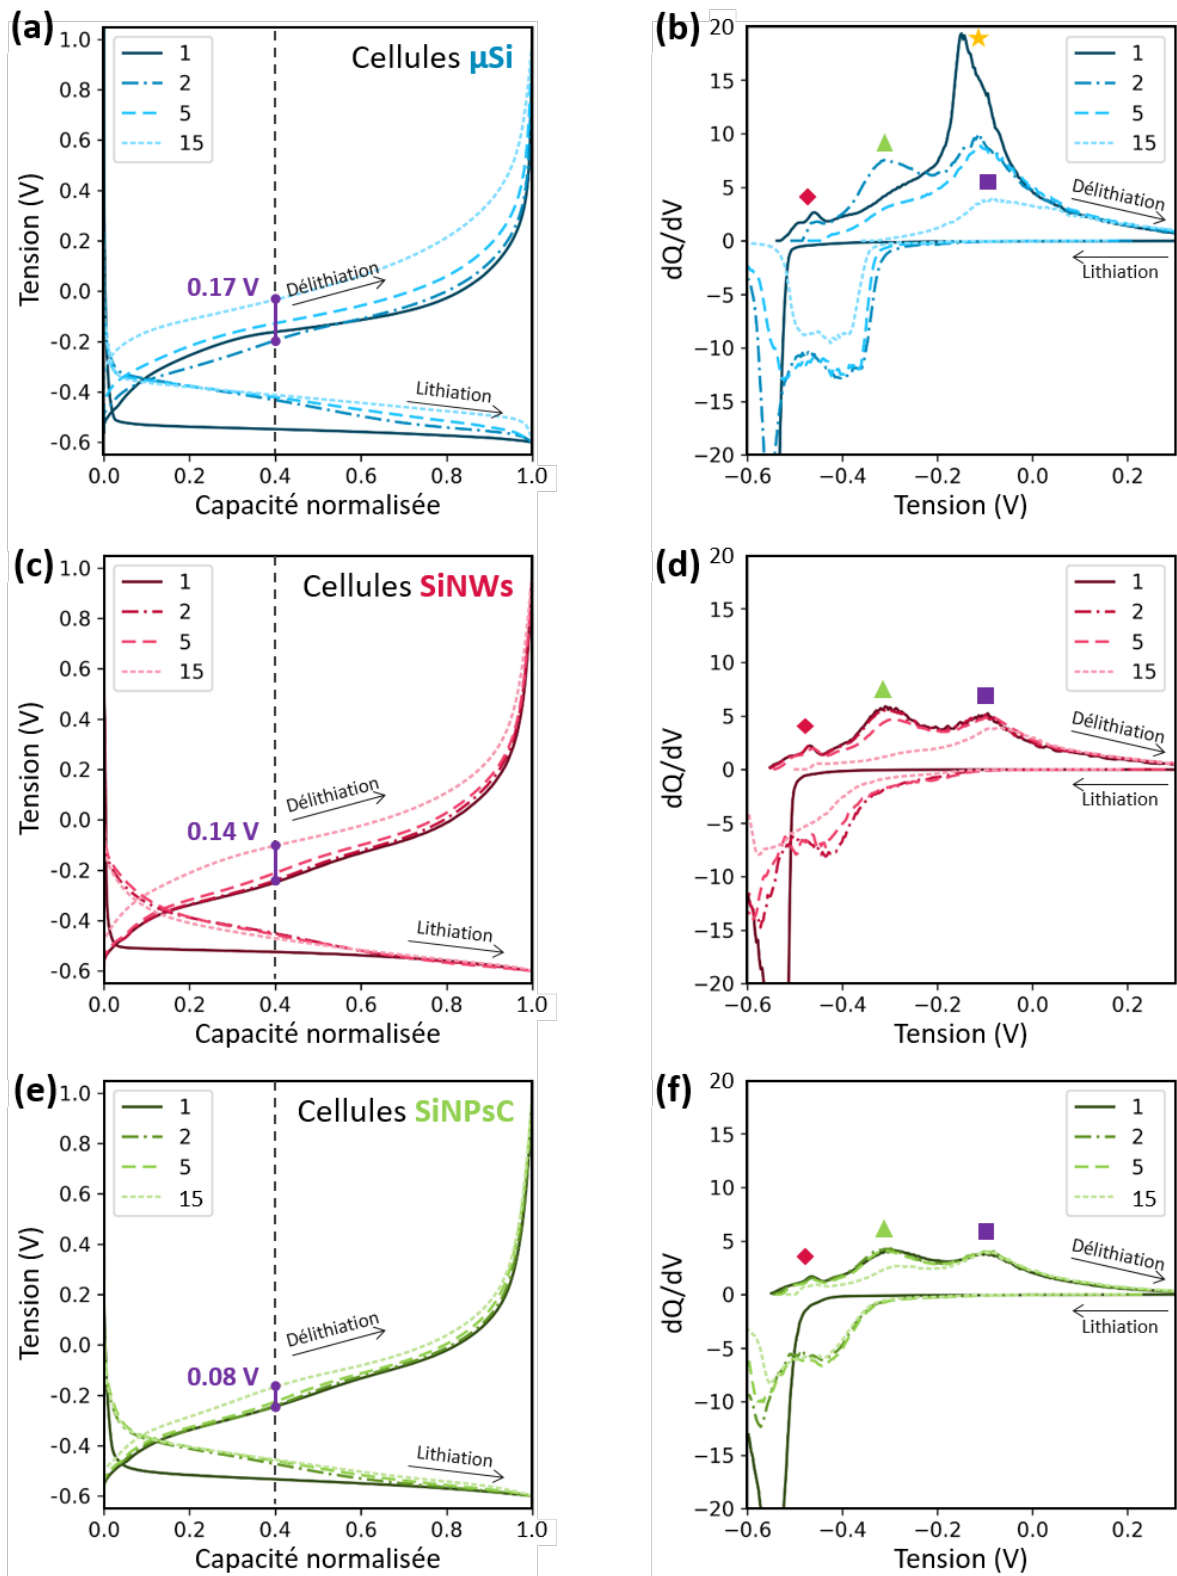 (a)
Cellules µSi
1
2
5
15
Tension (V)
1.0
0.8
0.6
0.4
0.2
0.0
-0.2
-0.4
-0.6
0.17 V
Délithiation
Lithiation
0.0 0.2 0.4 0.6 0.8 1.0
Capacité normalisée
(b)
1
2
5
15
dQ/dV
20
15
10
5
0
−5
−10
−15
−20
Délithiation
Lithiation
−0.6 −0.4 −0.2 0.0 0.2
Tension (V)
(c)
Cellules SiNWs
1
2
5
15
Tension (V)
1.0
0.8
0.6
0.4
0.2
0.0
-0.2
-0.4
-0.6
0.14 V
Délithiation
Lithiation
0.0 0.2 0.4 0.6 0.8 1.0
Capacité normalisée
(d)
1
2
5
15
dQ/dV
20
15
10
5
0
−5
−10
−15
−20
Délithiation
Lithiation
−0.6 −0.4 −0.2 0.0 0.2
Tension (V)
(e)
Cellules SiNPsC
1
2
5
15
Tension (V)
1.0
0.8
0.6
0.4
0.2
0.0
-0.2
-0.4
-0.6
0.08 V
Délithiation
Lithiation
0.0 0.2 0.4 0.6 0.8 1.0
Capacité normalisée
(f)
1
2
5
15
dQ/dV
20
15
10
5
0
−5
−10
−15
−20
Délithiation
Lithiation
−0.6 −0.4 −0.2 0.0 0.2
Tension (V)